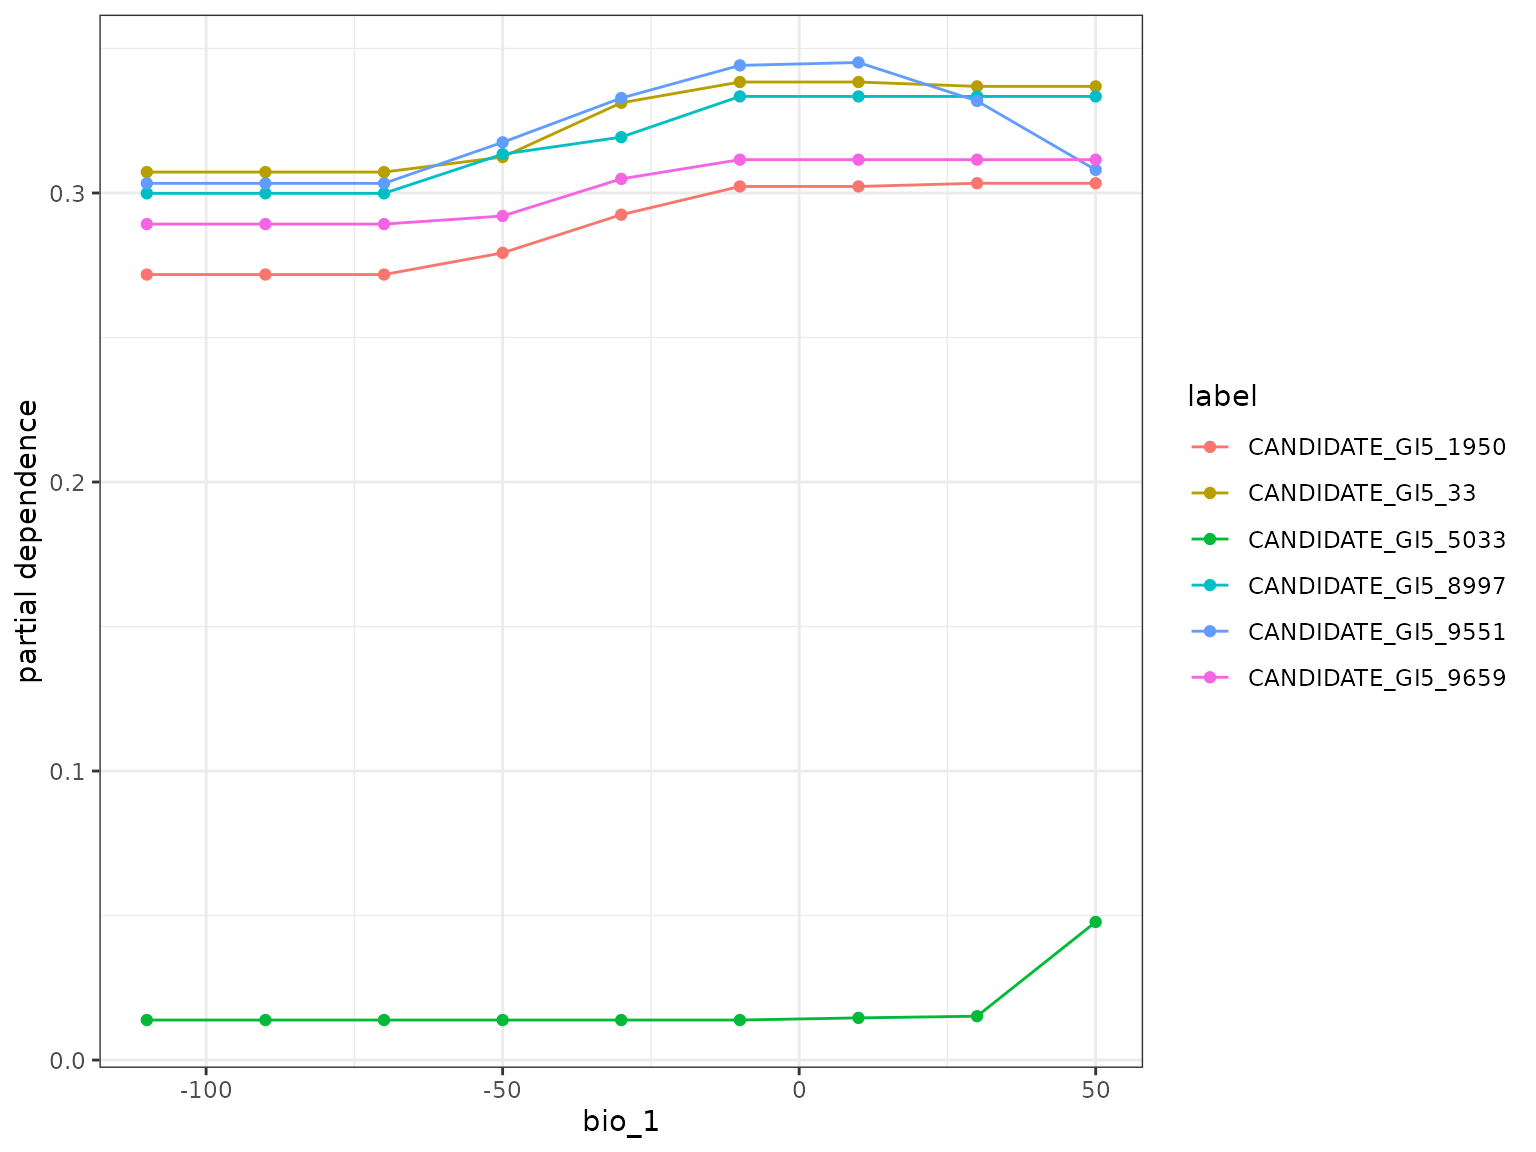 0.3
0.2
0.1
0.0
partial dependence
-100
-50
0
50
bio_1
label
CANDIDATE_GI5_1950
CANDIDATE_GI5_33
CANDIDATE_GI5_5033
CANDIDATE_GI5_8997
CANDIDATE_GI5_9551
CANDIDATE_GI5_9659